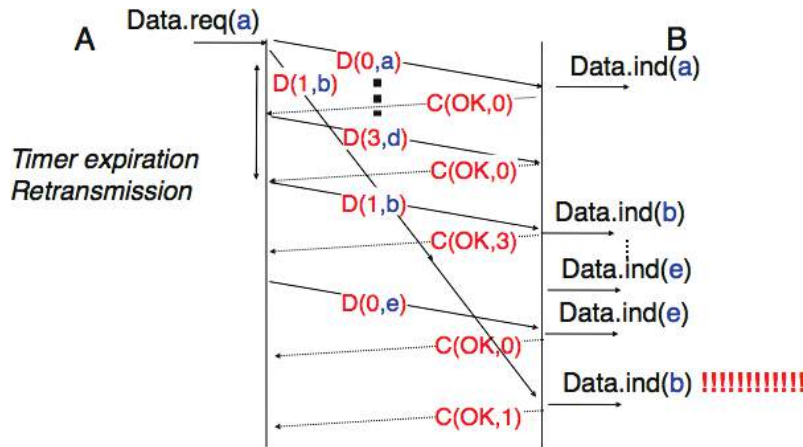 A
Data.req(a)
B
D(0,a)
Data.ind(a)
D(1,b)
C(OK,0)
D(3,d)
Timer expiration
Retransmission
C(OK,0)
D(1,b)
Data.ind(b)
C(OK,3)
Data.ind(e)
D(0,e)
Data.ind(e)
C(OK,0)
Data.ind(b) !!!!!!!!!!!!
C(OK,1)